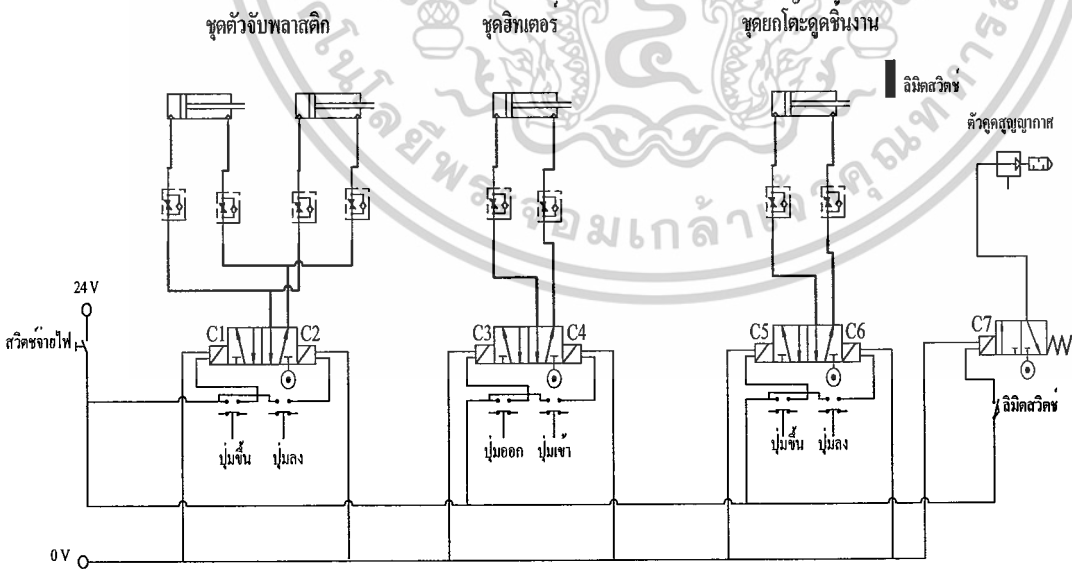 ชุดตัวจับพลาสติก
ชุดฮิทเตอร์
ชุดยกโต๊ะดูดชิ้นงาน
ลิมิตสวิตช์
ตัวดูดสูญญากาศ
24 V
สวิตช์จ่ายไฟ
C1
C2
C3
C4
C5
C6
C7
ปุ่มขึ้น
ปุ่มลง
ปุ่มออก
ปุ่มเข้า
ปุ่มขึ้น
ปุ่มลง
ลิมิตสวิตช์
0 V